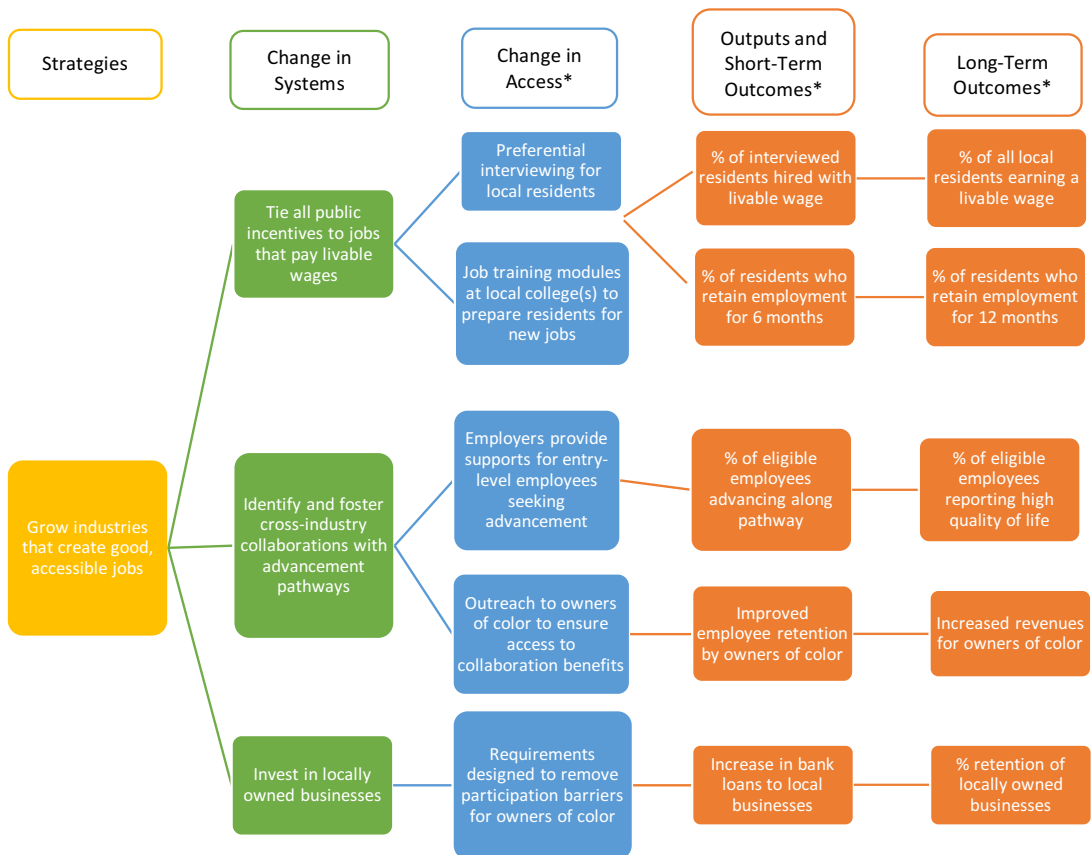 Strategies
Change in
Systems
Change in
Access*
Outputs and
Short-Term
Outcomes*
Long-Term
Outcomes*
Grow industries
that create good,
accessible jobs
Tie all public
incentives to jobs
that pay livable
wages
Preferential
interviewing for
local residents
Job training modules
at local college(s) to
prepare residents for
new jobs
% of interviewed
residents hired with
livable wage
% of all local
residents earning a
livable wage
% of residents who
retain employment
for 6 months
% of residents who
retain employment
for 12 months
Identify and foster
cross-industry
collaborations with
advancement
pathways
Employers provide
supports for entry-
level employees
seeking
advancement
% of eligible
employees
advancing along
pathway
% of eligible
employees
reporting high
quality of life
Outreach to owners
of color to ensure
access to
collaboration benefits
Improved
employee retention
by owners of color
Increased revenues
for owners of color
Invest in locally
owned businesses
Requirements
designed to remove
participation barriers
for owners of color
Increase in bank
loans to local
businesses
% retention of
locally owned
businesses